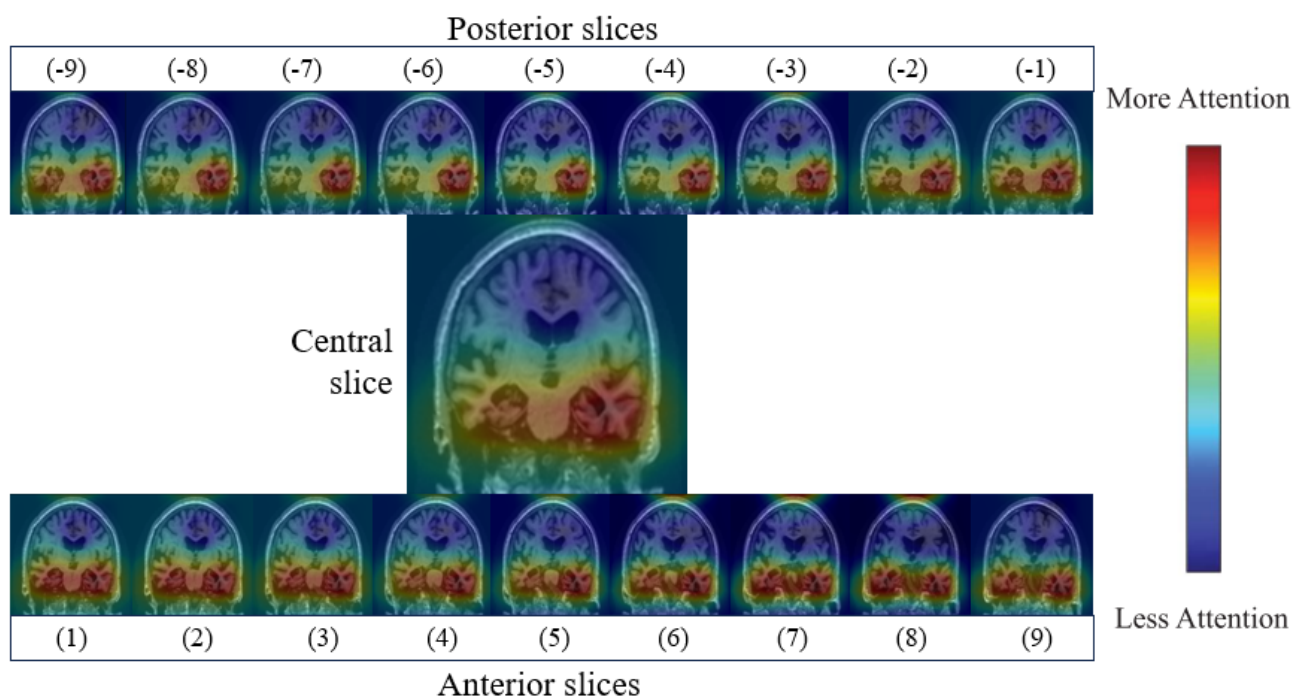 Posterior slices
(-9) (-8) (-7) (-6) (-5) (-4) (-3) (-2) (-1)
More Attention
Central
slice
(1) (2) (3) (4) (5) (6) (7) (8) (9)
Less Attention
Anterior slices